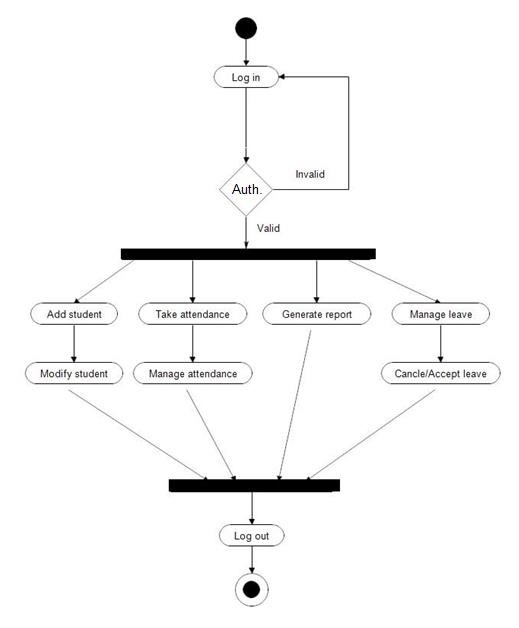 Log in
Invalid
Auth.
Valid
Add student
Take attendance
Generate report
Manage leave
Modify student
Manage attendance
Cancle/Accept leave
Log out